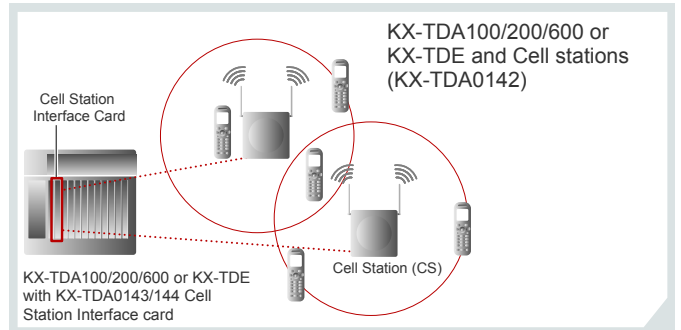 KX-TDA100/200/600 or
KX-TDE and Cell stations
(KX-TDA0142)
Cell Station
Interface Card
Cell Station (CS)
KX-TDA100/200/600 or KX-TDE
with KX-TDA0143/144 Cell
Station Interface card